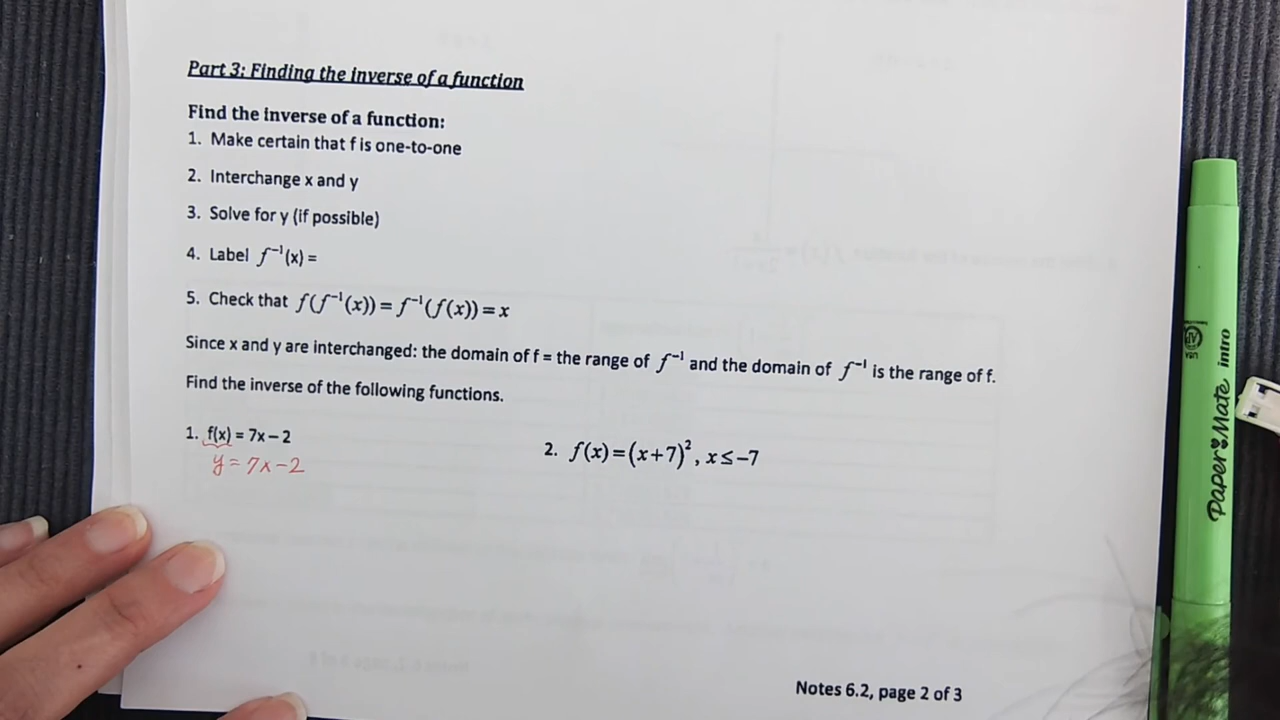 Part 3: Finding the inverse of a function
Find the inverse of a function:
1. Make certain that f is one-to-one
2. Interchange x and y
3. Solve for y (if possible)
4. Label f⁻¹(x) =
5. Check that f(f⁻¹(x)) = f⁻¹(f(x)) = x
Since x and y are interchanged: the domain of f = the range of f⁻¹ and the domain of f⁻¹ is the range of f.
Find the inverse of the following functions.
1. f(x) = 7x – 2
y = 7x – 2
2. f(x) = (x+7)², x ≤ –7
Notes 6.2, page 2 of 3
Paper Mate intro